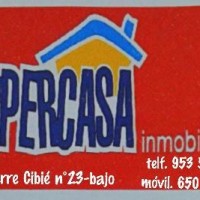 PERCASA
inmobi
telf. 953
rre Cibié nº23-bajo
móvil. 650